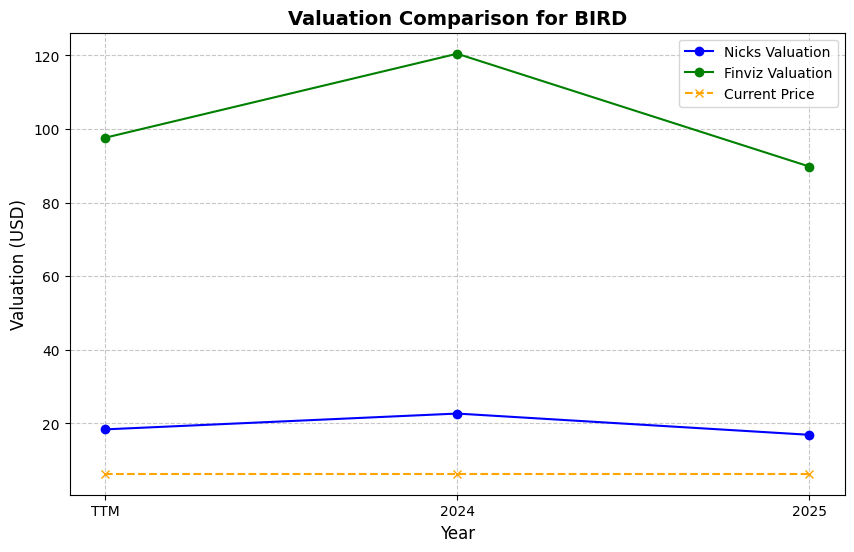 Valuation Comparison for BIRD
Nicks Valuation
Finviz Valuation
Current Price
Valuation (USD)
120
100
80
60
40
20
TTM
2024
2025
Year